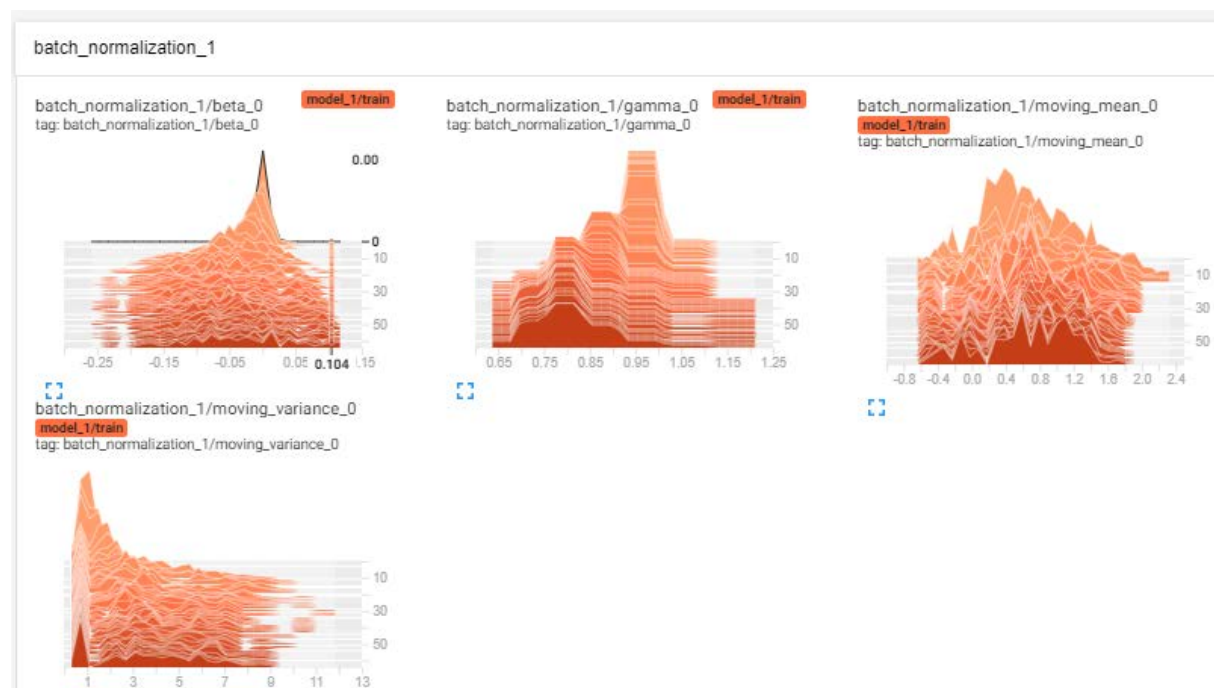 batch_normalization_1
batch_normalization_1/beta_0
model_1/train
tag: batch_normalization_1/beta_0
0.00
0
10
30
50
-0.25 -0.15 -0.05 0.05 0.104 .15
batch_normalization_1/gamma_0
model_1/train
tag: batch_normalization_1/gamma_0
10
30
50
0.65 0.75 0.85 0.95 1.05 1.15 1.25
batch_normalization_1/moving_mean_0
model_1/train
tag: batch_normalization_1/moving_mean_0
10
30
50
-0.8 -0.4 0.0 0.4 0.8 1.2 1.6 2.0 2.4
batch_normalization_1/moving_variance_0
model_1/train
tag: batch_normalization_1/moving_variance_0
10
30
50
1 3 5 7 9 11 13